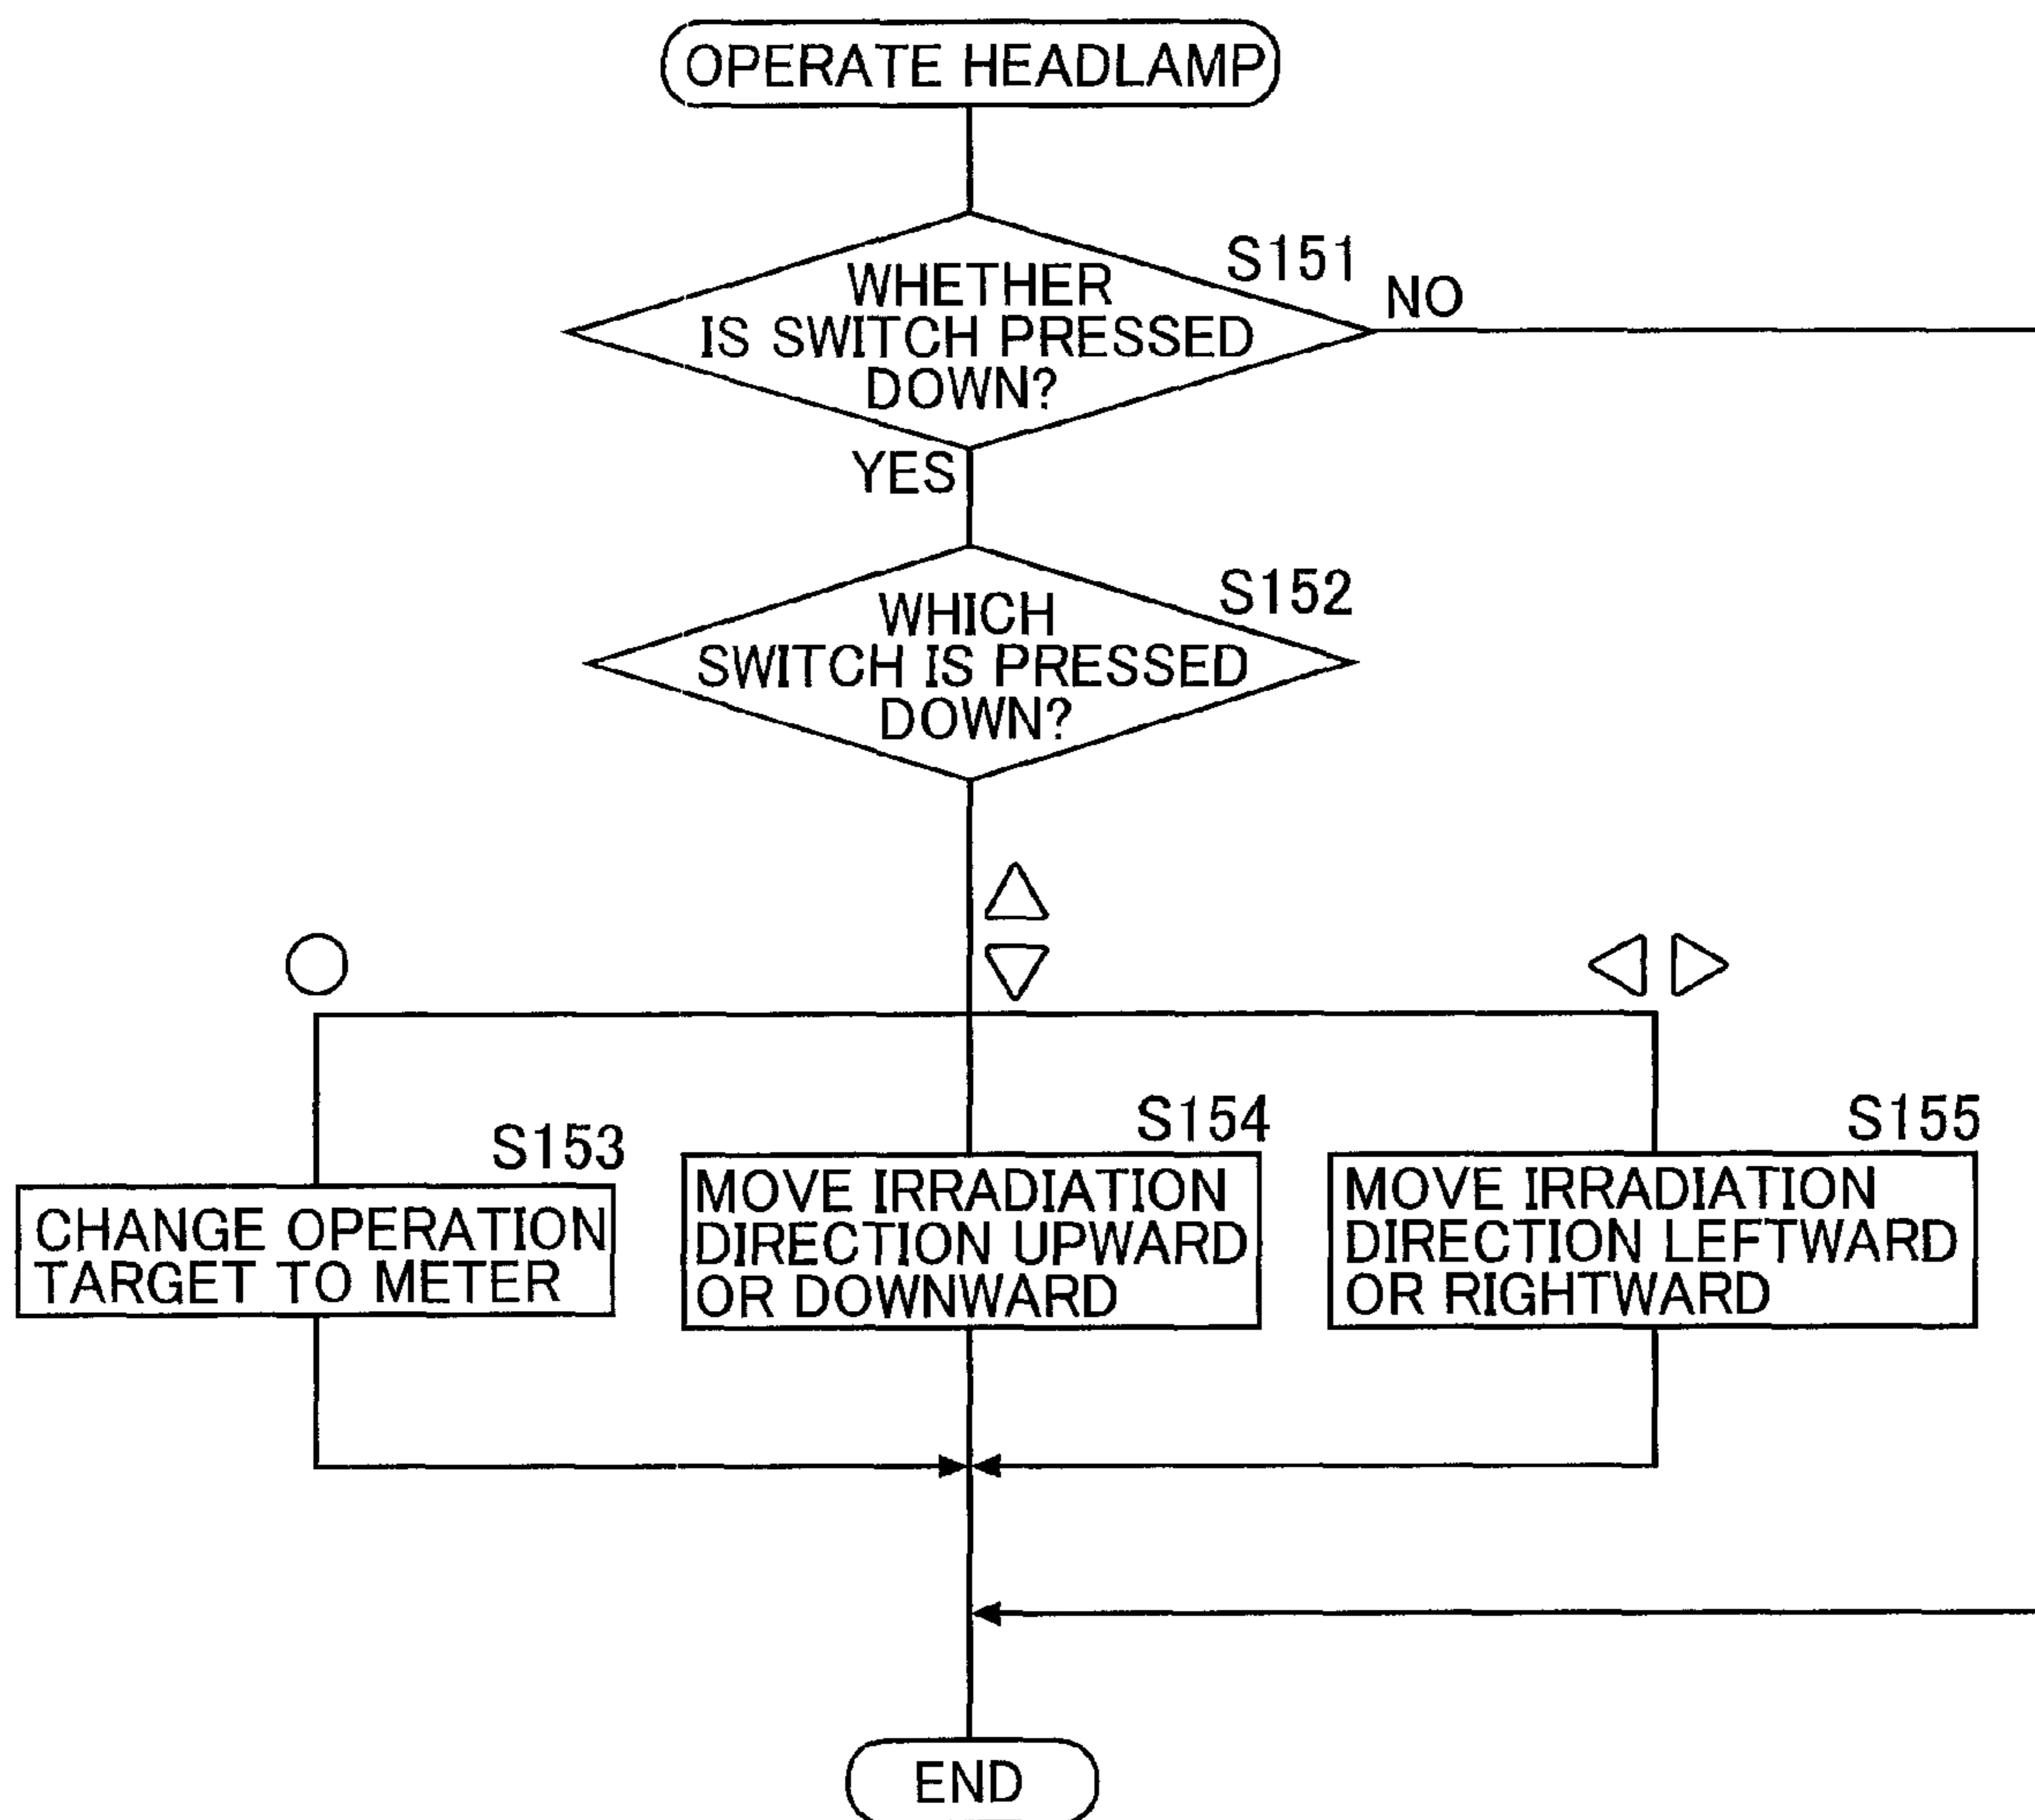 OPERATE HEADLAMP
S151
WHETHER
IS SWITCH PRESSED
DOWN?
NO
YES
S152
WHICH
SWITCH IS PRESSED
DOWN?
S153
CHANGE OPERATION
TARGET TO METER
S154
MOVE IRRADIATION
DIRECTION UPWARD
OR DOWNWARD
S155
MOVE IRRADIATION
DIRECTION LEFTWARD
OR RIGHTWARD
END